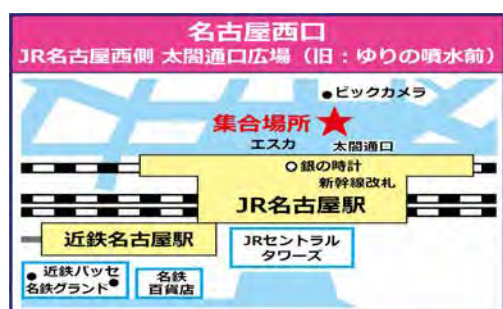 名古屋西口
JR名古屋西側 太閤通口広場（旧：ゆりの噴水前）
●ビックカメラ
集合場所
エスカ
太閤通口
銀の時計
新幹線改札
JR名古屋駅
近鉄名古屋駅
JRセントラル
タワーズ
近鉄パッセ
名鉄グランド
名鉄
百貨店